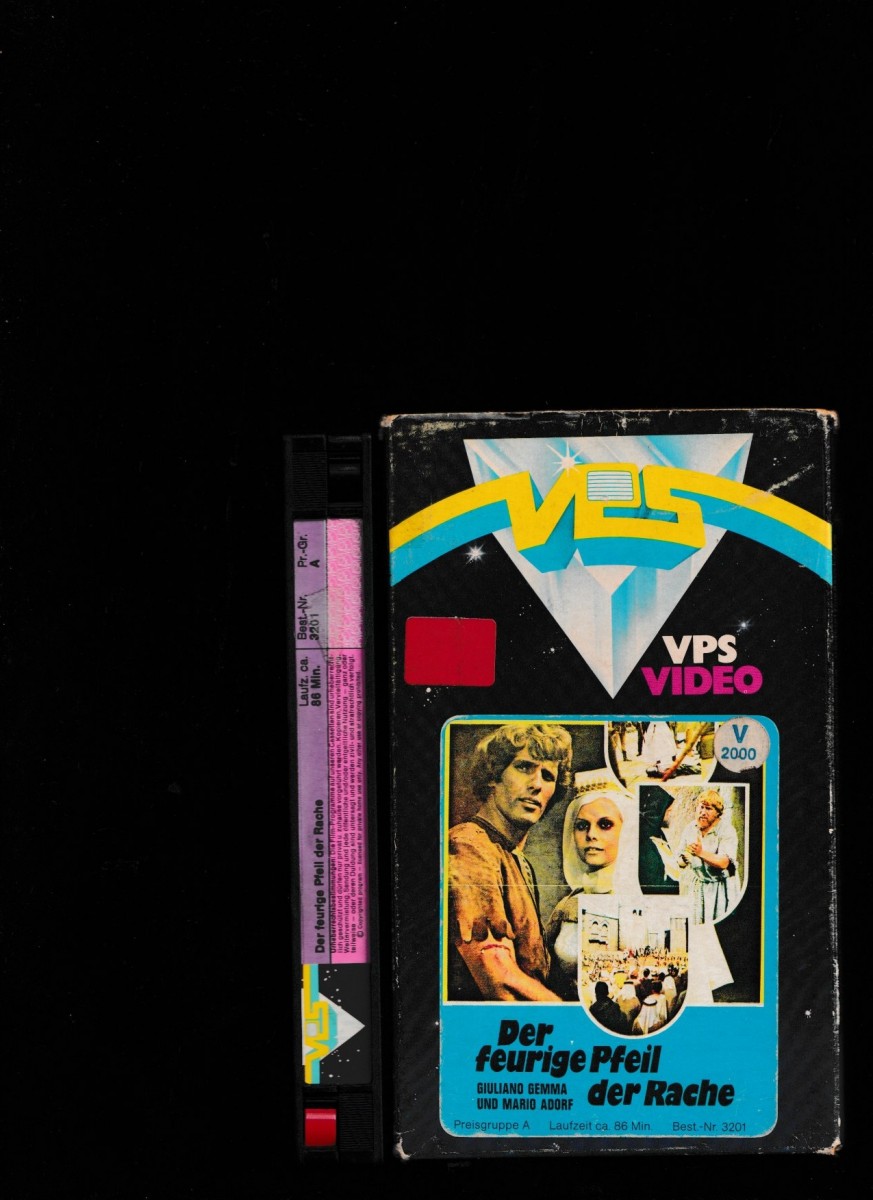 VPS
VPS
VIDEO
V
2000
Der
feurige Pfeil
der Rache
GIULIANO GEMMA
UND MARIO ADORF
Preisgruppe A Laufzeit ca. 86 Min. Best.-Nr. 3201
Der feurige Pfeil der Rache
Laufz. ca.
86 Min.
Best.-Nr.
3201
Pr.-Gr.
A
VPS